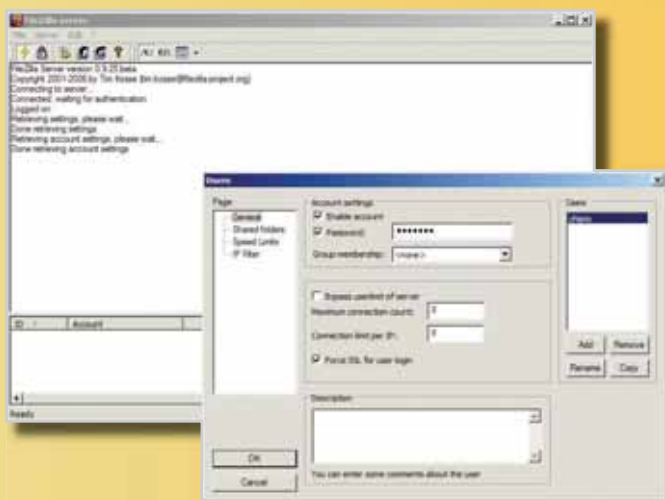 FileZilla server
File Server Edit ?
FileZilla Server version 0.9.25 beta
Copyright 2001-2006 by Tim Kosse (tim.kosse@filezilla-project.org)
Connecting to server...
Connected, waiting for authentication
Logged on
Retrieving settings, please wait...
Done retrieving settings
Retrieving account settings, please wait...
Done retrieving account settings
ID
Account
Ready
Users
Page:
General
Shared folders
Speed Limits
IP Filter
OK
Cancel
Account settings
Enable account
Password:
Group membership:
<none>
Bypass userlimit of server
Maximum connection count:
Connection limit per IP:
Force SSL for user login
Description
You can enter some comments about the user
Users
Add
Remove
Rename
Copy